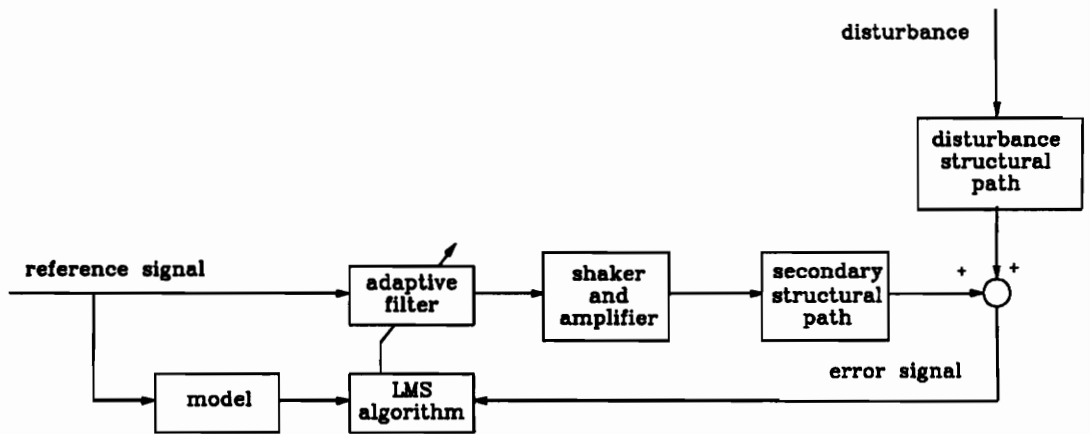 disturbance
disturbance
structural
path
reference signal
adaptive
filter
shaker
and
amplifier
secondary
structural
path
+
+
error signal
model
LMS
algorithm